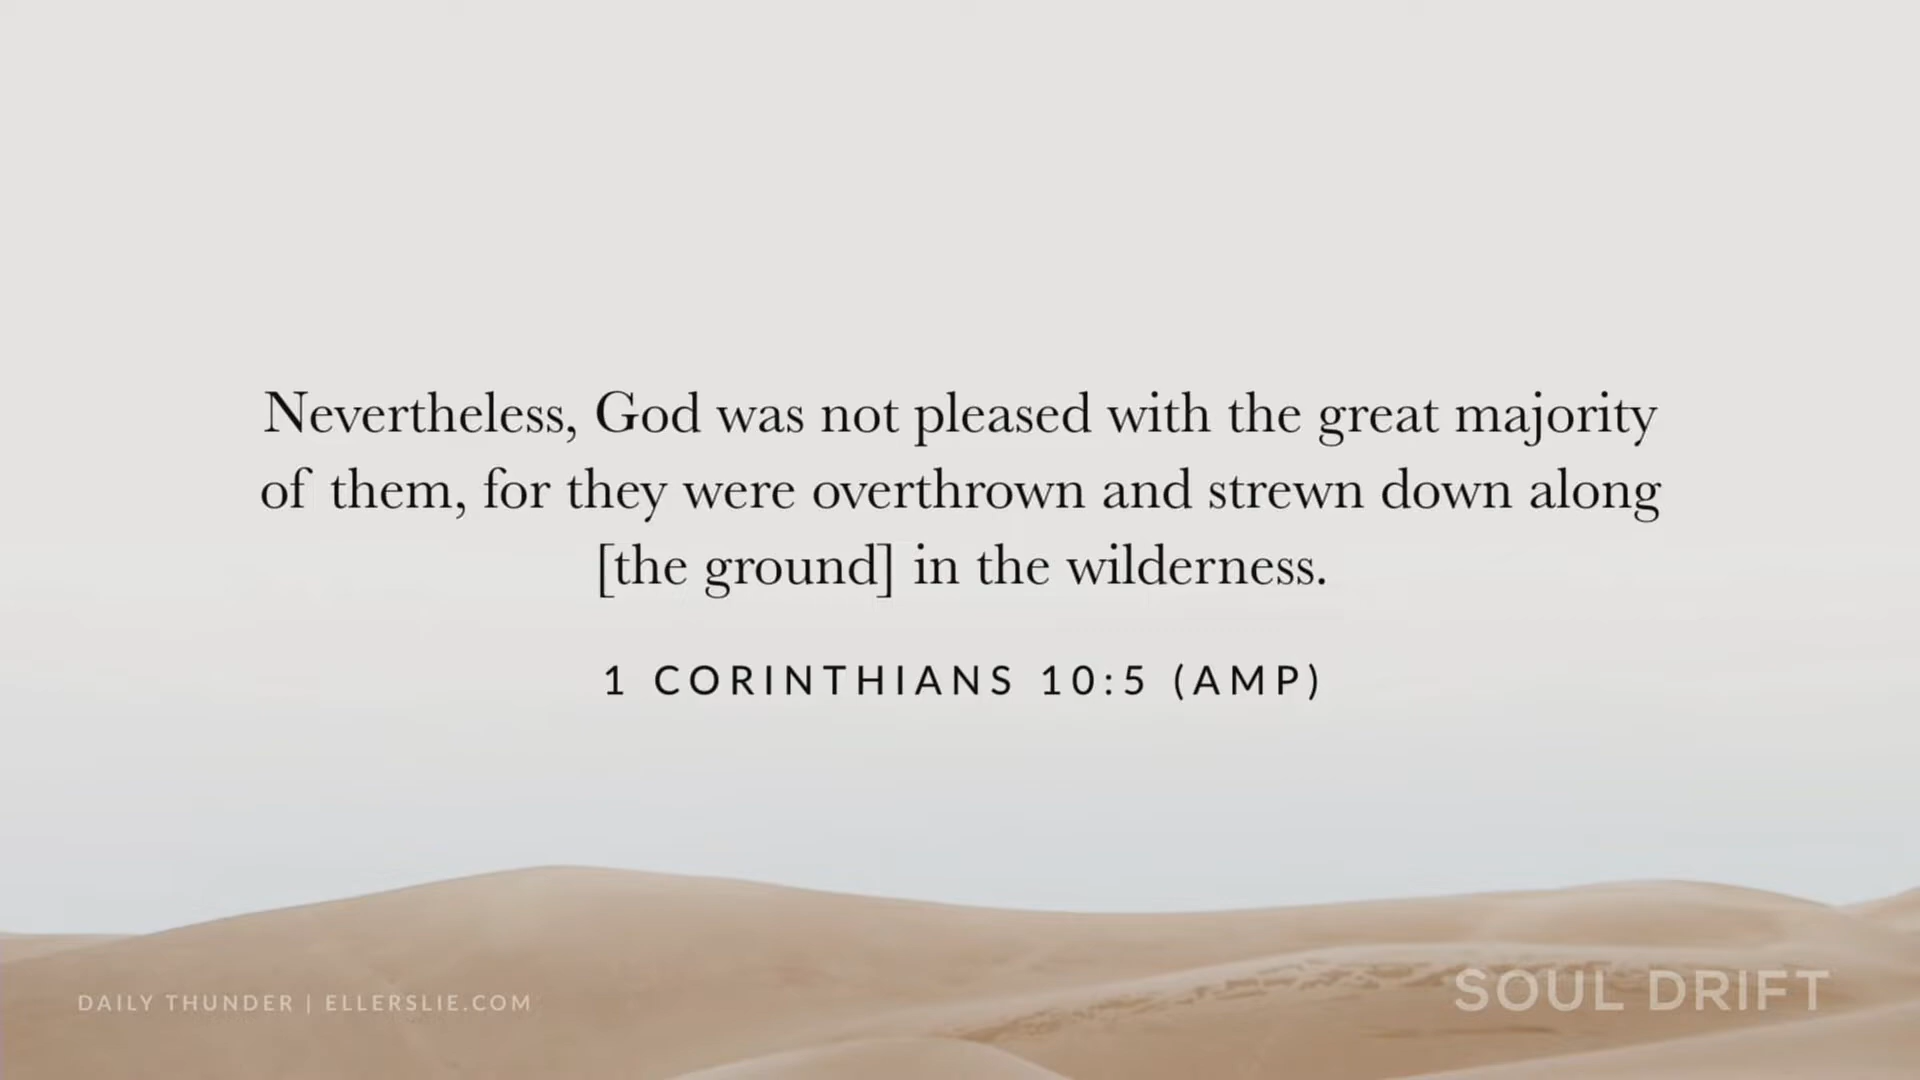 Nevertheless, God was not pleased with the great majority
of them, for they were overthrown and strewn down along
[the ground] in the wilderness.
1 CORINTHIANS 10:5 (AMP)
DAILY THUNDER | ELLERSLIE.COM
SOUL DRIFT